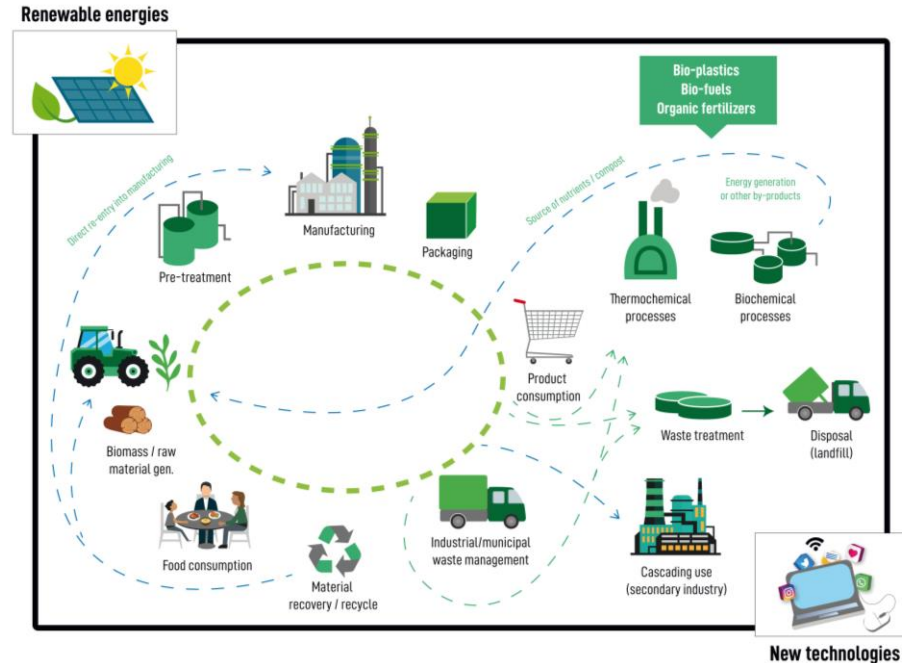 Renewable energies
Bio-plastics
Bio-fuels
Organic fertilizers
Direct re-entry into manufacturing
Source of nutrients / compost
Energy generation
or other by-products
Manufacturing
Packaging
Pre-treatment
Thermochemical
processes
Biochemical
processes
Product
consumption
Biomass / raw
material gen.
Waste treatment
Disposal
(landfill)
Food consumption
Material
recovery / recycle
Industrial/municipal
waste management
Cascading use
(secondary industry)
New technologies